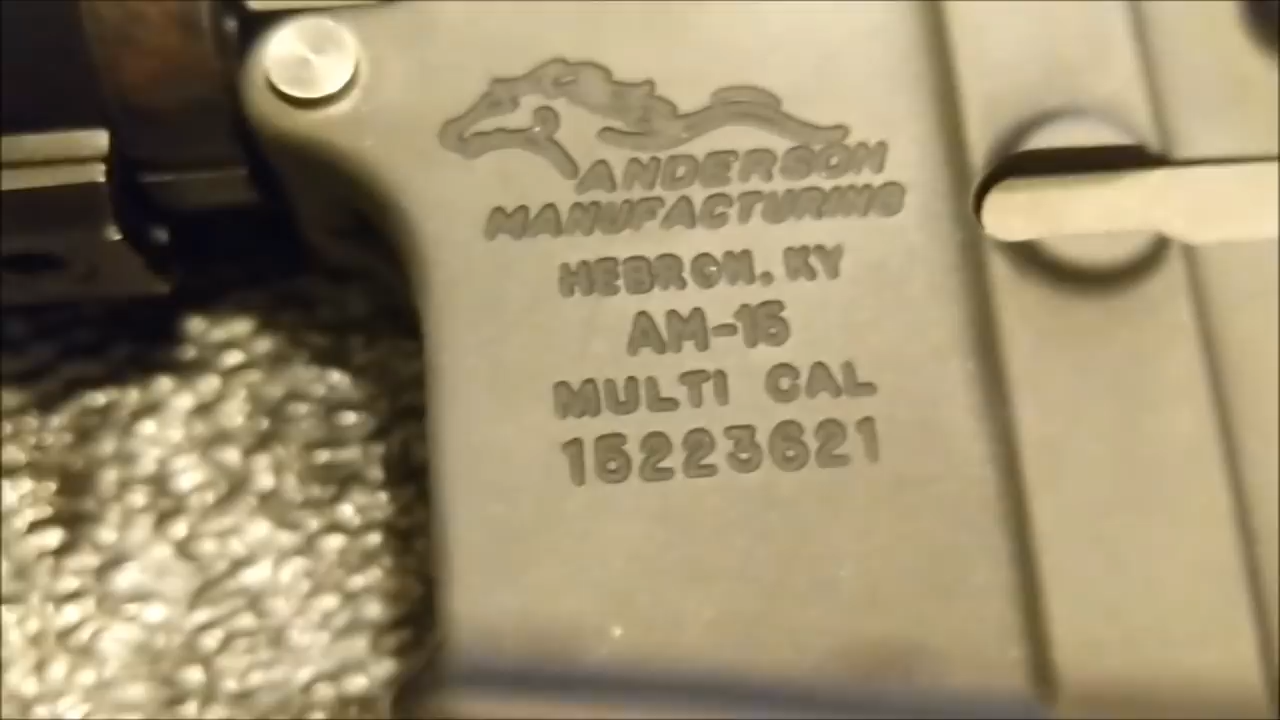 ANDERSON
MANUFACTURING
HEBRON, KY
AM-15
MULTI CAL
15223621